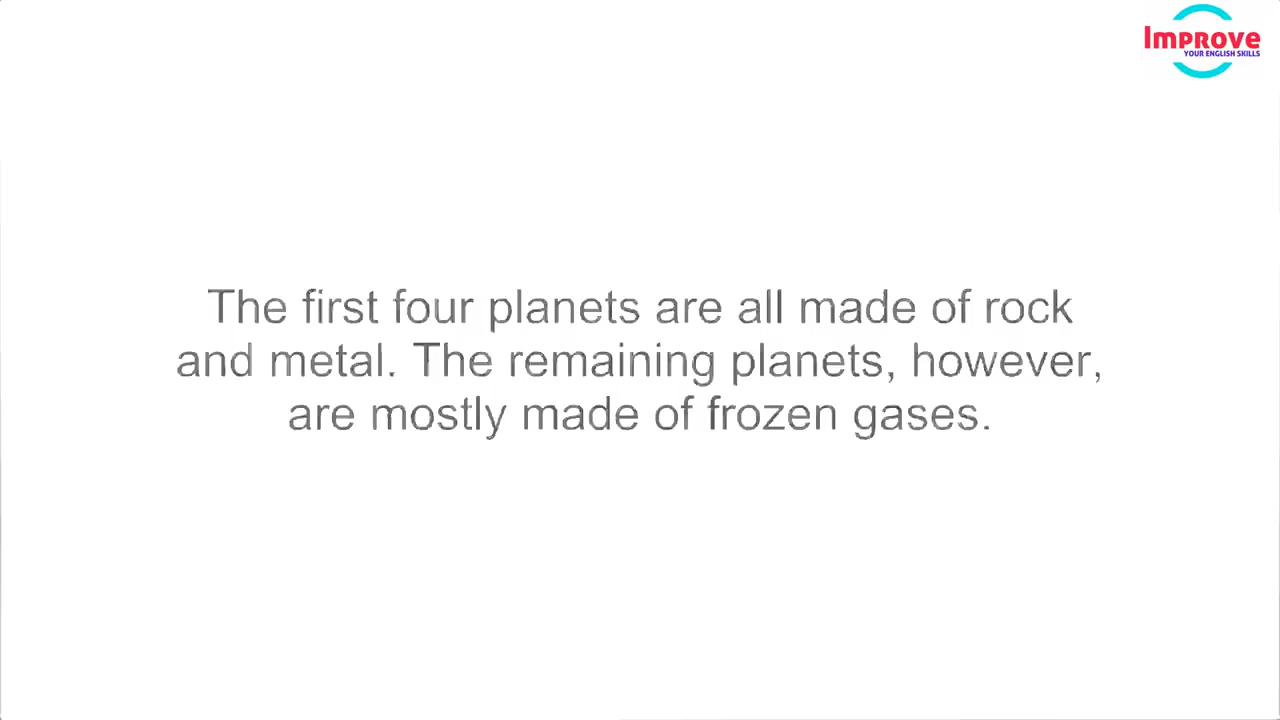 Improve
YOUR ENGLISH SKILLS
The first four planets are all made of rock
and metal. The remaining planets, however,
are mostly made of frozen gases.